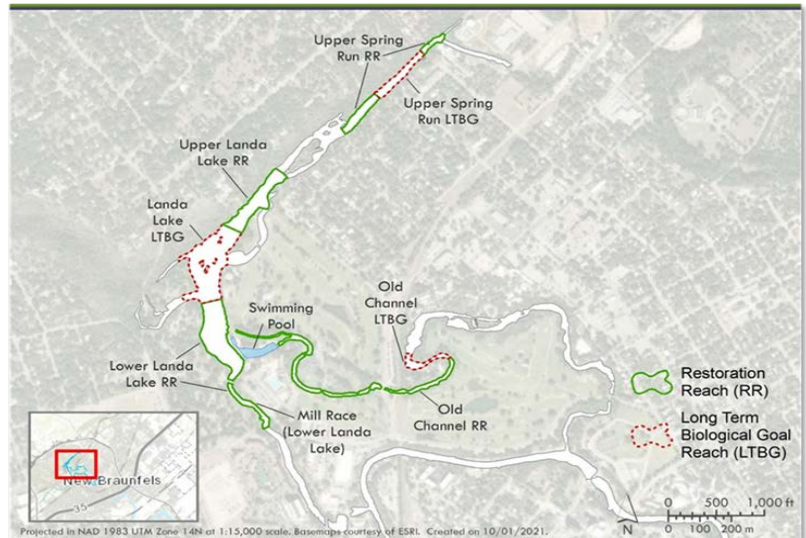 Upper Spring
Run RR
Upper Spring
Run LTBG
Upper Landa
Lake RR
Landa
Lake
LTBG
Old
Channel
LTBG
Swimming
Pool
Lower Landa
Lake RR
Mill Race
(Lower Landa
Lake)
Old
Channel RR
Restoration
Reach (RR)
Long Term
Biological Goal
Reach (LTBG)
New Braunfels
35
N
0 500 1,000 ft
0 100 200 m
Projected in NAD 1983 UTM Zone 14N at 1:15,000 scale. Basemaps courtesy of ESRI. Created on 10/01/2021.